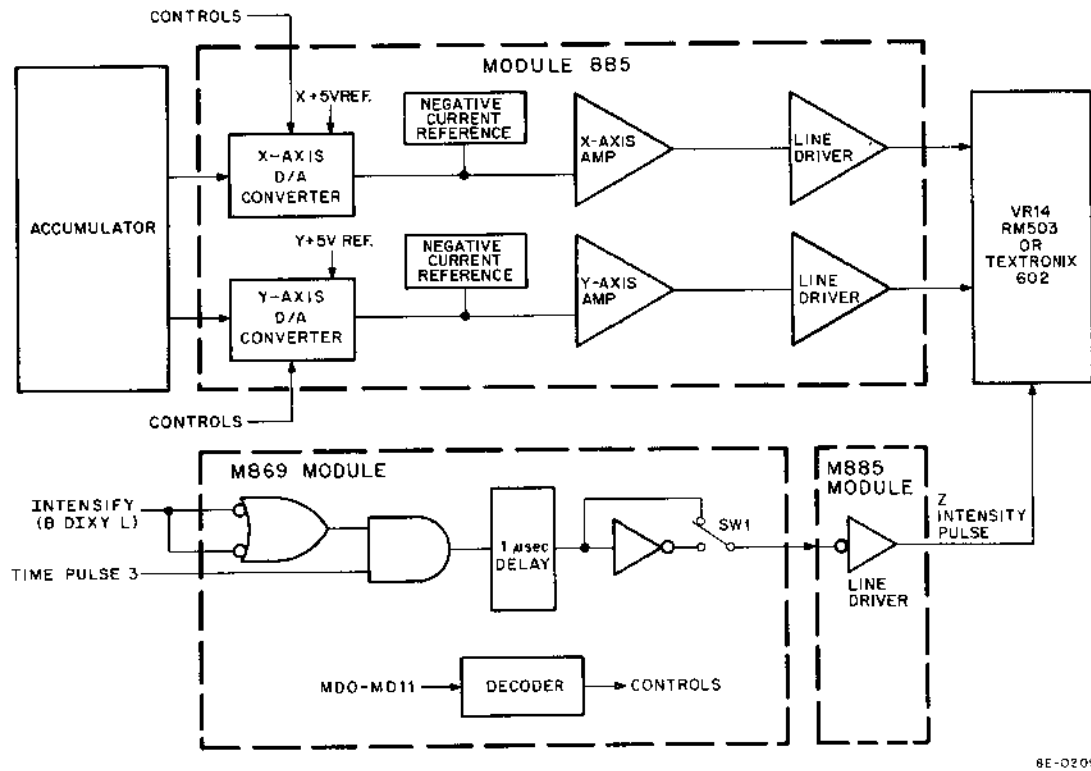 CONTROLS
MODULE 885
X+5VREF.
NEGATIVE
CURRENT
REFERENCE
X-AXIS
D/A
CONVERTER
X-AXIS
AMP
LINE
DRIVER
ACCUMULATOR
VR14
RM503
OR
TEXTRONIX
602
Y+5V REF.
NEGATIVE
CURRENT
REFERENCE
Y-AXIS
D/A
CONVERTER
Y-AXIS
AMP
LINE
DRIVER
CONTROLS
M869 MODULE
M885
MODULE
INTENSIFY
(8 DIXY L)
TIME PULSE 3
1 μsec
DELAY
SW1
Z
INTENSITY
PULSE
LINE
DRIVER
MD0-MD11
DECODER
CONTROLS